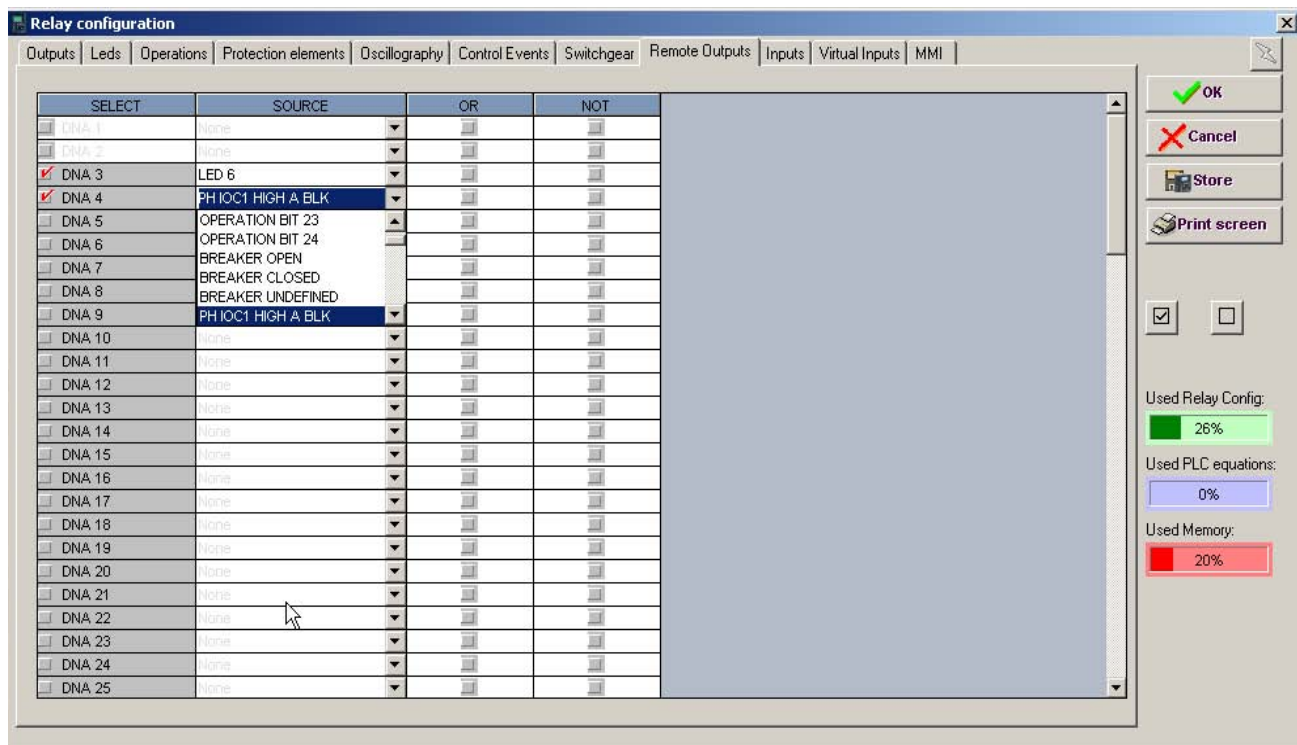 Relay configuration
Outputs Leds Operations Protection elements Oscillography Control Events Switchgear Remote Outputs Inputs Virtual Inputs MMI
SELECT SOURCE OR NOT
DNA 1 None
DNA 2 None
DNA 3 LED 6
DNA 4 PH IOC1 HIGH A BLK
DNA 5 OPERATION BIT 23
DNA 6 OPERATION BIT 24
DNA 7 BREAKER OPEN
BREAKER CLOSED
DNA 8 BREAKER UNDEFINED
DNA 9 PH IOC1 HIGH A BLK
DNA 10 None
DNA 11 None
DNA 12 None
DNA 13 None
DNA 14 None
DNA 15 None
DNA 16 None
DNA 17 None
DNA 18 None
DNA 19 None
DNA 20 None
DNA 21 None
DNA 22 None
DNA 23 None
DNA 24 None
DNA 25 None
OK
Cancel
Store
Print screen
Used Relay Config:
26%
Used PLC equations:
0%
Used Memory:
20%